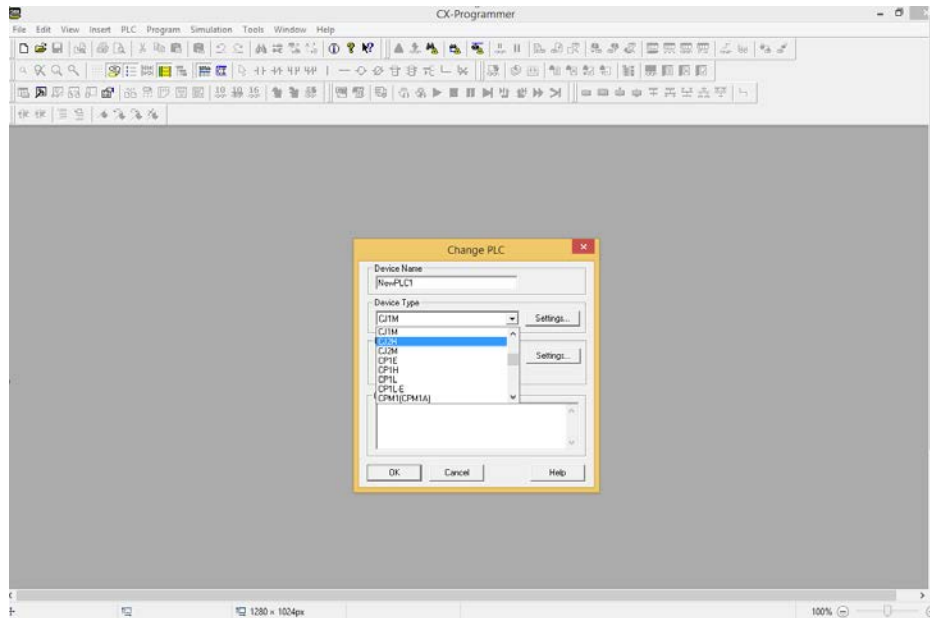 CX-Programmer
File Edit View Insert PLC Program Simulation Tools Window Help
Change PLC
Device Name
NewPLC1
Device Type
CJ1M
Settings...
CJ1M
CJ2H
CJ2M
CP1E
CP1H
CP1L
CP1L-E
CPM1(CPM1A)
Settings...
OK Cancel Help
1280 × 1024px
100%